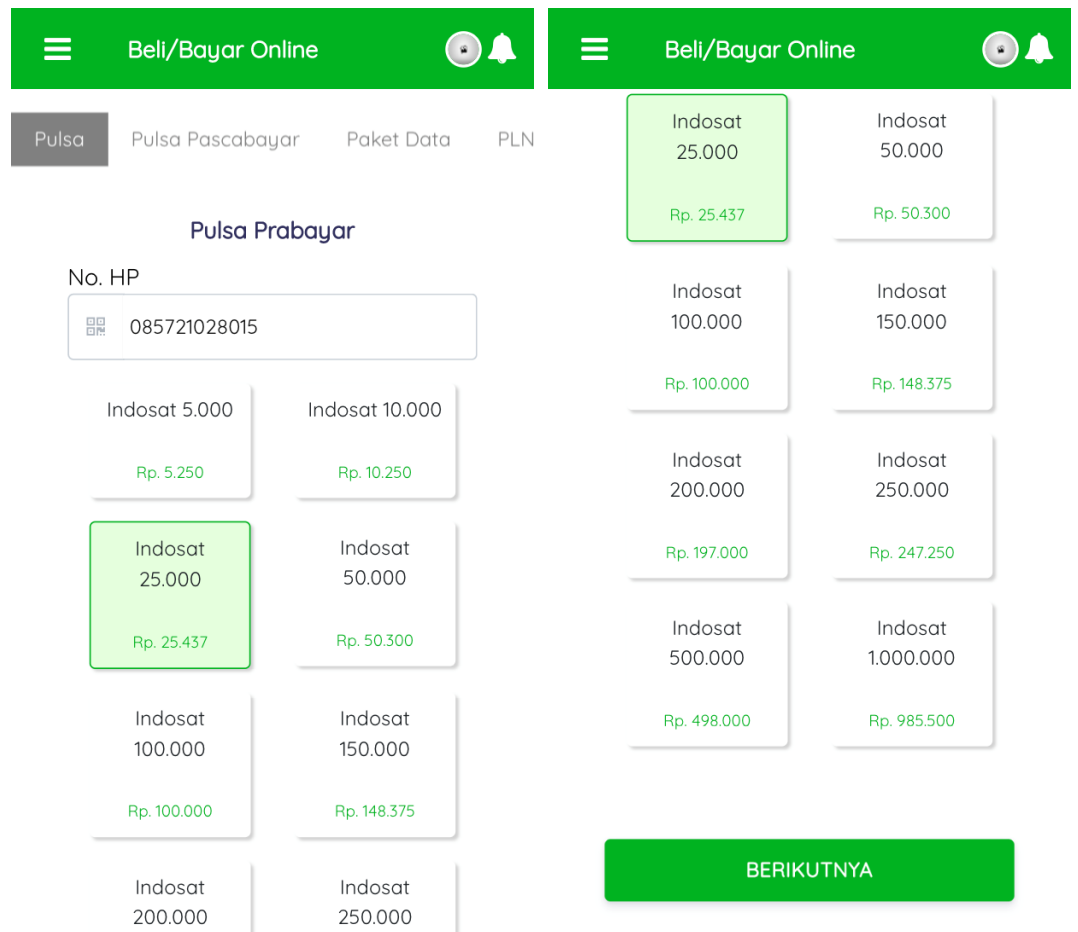 Beli/Bayar Online
Pulsa Pulsa Pascabayar Paket Data PLN
Pulsa Prabayar
No. HP
085721028015
Indosat 5.000 Indosat 10.000
Rp. 5.250 Rp. 10.250
Indosat Indosat
25.000 50.000
Rp. 25.437 Rp. 50.300
Indosat Indosat
100.000 150.000
Rp. 100.000 Rp. 148.375
Indosat Indosat
200.000 250.000
Beli/Bayar Online
Indosat Indosat
25.000 50.000
Rp. 25.437 Rp. 50.300
Indosat Indosat
100.000 150.000
Rp. 100.000 Rp. 148.375
Indosat Indosat
200.000 250.000
Rp. 197.000 Rp. 247.250
Indosat Indosat
500.000 1.000.000
Rp. 498.000 Rp. 985.500
BERIKUTNYA